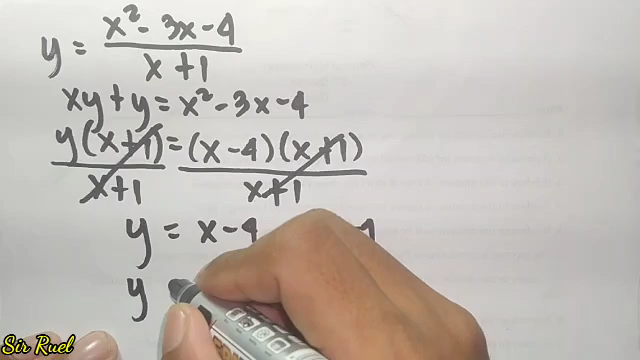 y = x² - 3x - 4 / x + 1
xy + y = x² - 3x - 4
y(x + 1) / x + 1 = (x - 4)(x + 1) / x + 1
y = x - 4
y
Sir Ruel